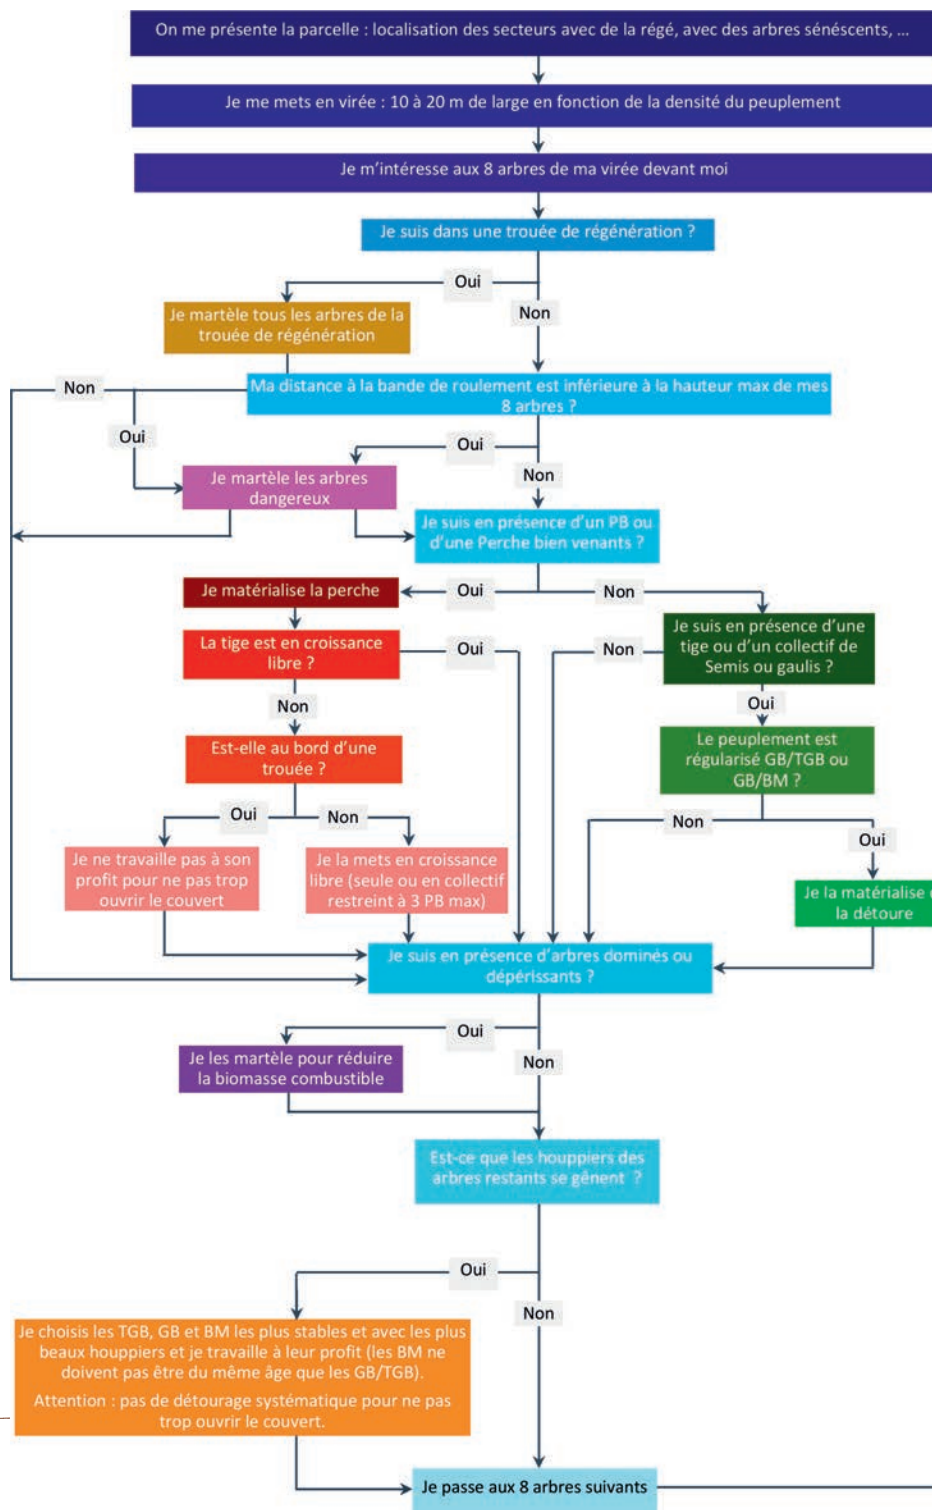 On me présente la parcelle : localisation des secteurs avec de la régé, avec des arbres sénéscents, ...
Je me mets en virée : 10 à 20 m de large en fonction de la densité du peuplement
Je m'intéresse aux 8 arbres de ma virée devant moi
Je suis dans une trouée de régénération ?
Oui
Non
Je martèle tous les arbres de la
trouée de régénération
Ma distance à la bande de roulement est inférieure à la hauteur max de mes
8 arbres ?
Non
Oui
Oui
Non
Je martèle les arbres
dangereux
Je suis en présence d'un PB ou
d'une Perche bien venants ?
Oui
Non
Je matérialise la perche
La tige est en croissance
libre ?
Oui
Non
Je suis en présence d'une
tige ou d'un collectif de
Semis ou gaulis ?
Non
Oui
Est-elle au bord d'une
trouée ?
Le peuplement est
régularisé GB/TGB ou
GB/BM ?
Oui
Non
Non
Oui
Je ne travaille pas à son
profit pour ne pas trop
ouvrir le couvert
Je la mets en croissance
libre (seule ou en collectif
restreint à 3 PB max)
Je la matérialise
la détoure
Je suis en présence d'arbres dominés ou
dépérissants ?
Oui
Non
Je les martèle pour réduire
la biomasse combustible
Est-ce que les houppiers des
arbres restants se gênent ?
Oui
Non
Je choisis les TGB, GB et BM les plus stables et avec les plus
beaux houppiers et je travaille à leur profit (les BM ne
doivent pas être du même âge que les GB/TGB).
Attention : pas de détourage systématique pour ne pas
trop ouvrir le couvert.
Je passe aux 8 arbres suivants